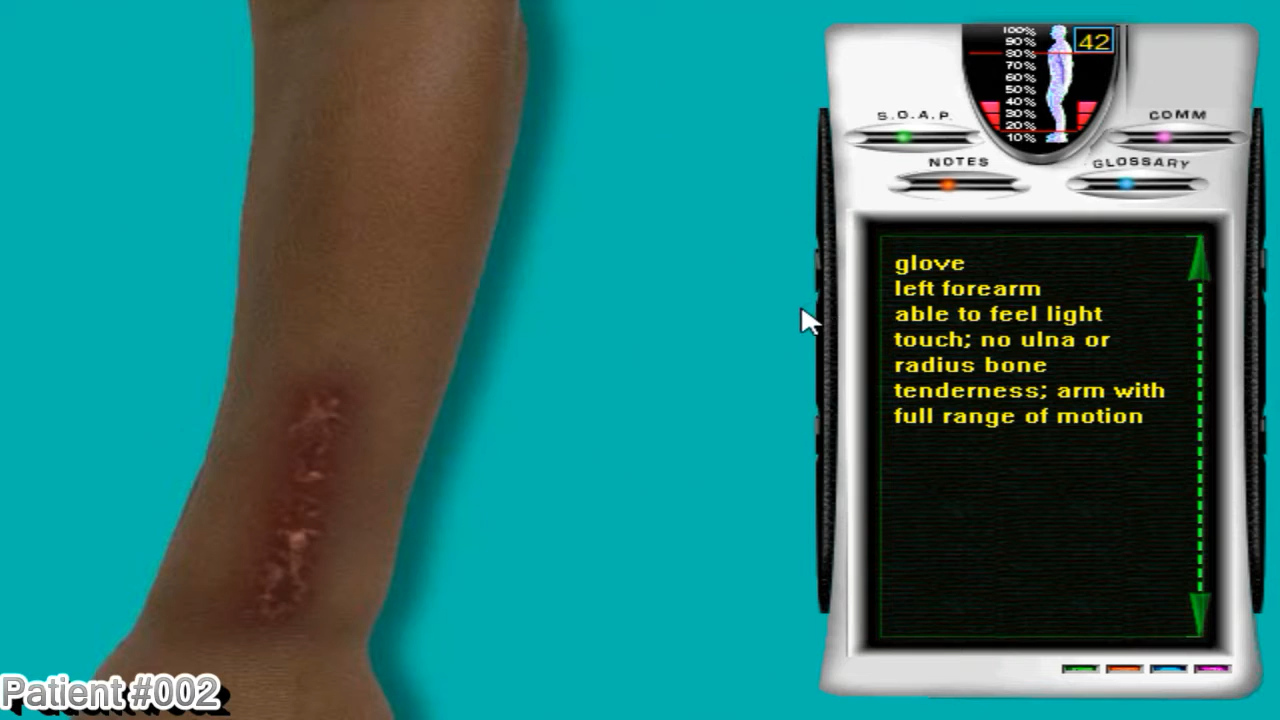 100%
90%
80%
70%
60%
50%
40%
30%
20%
10%
42
S.O.A.P.
COMM
NOTES
GLOSSARY
glove
left forearm
able to feel light
touch; no ulna or
radius bone
tenderness; arm with
full range of motion
Patient #002